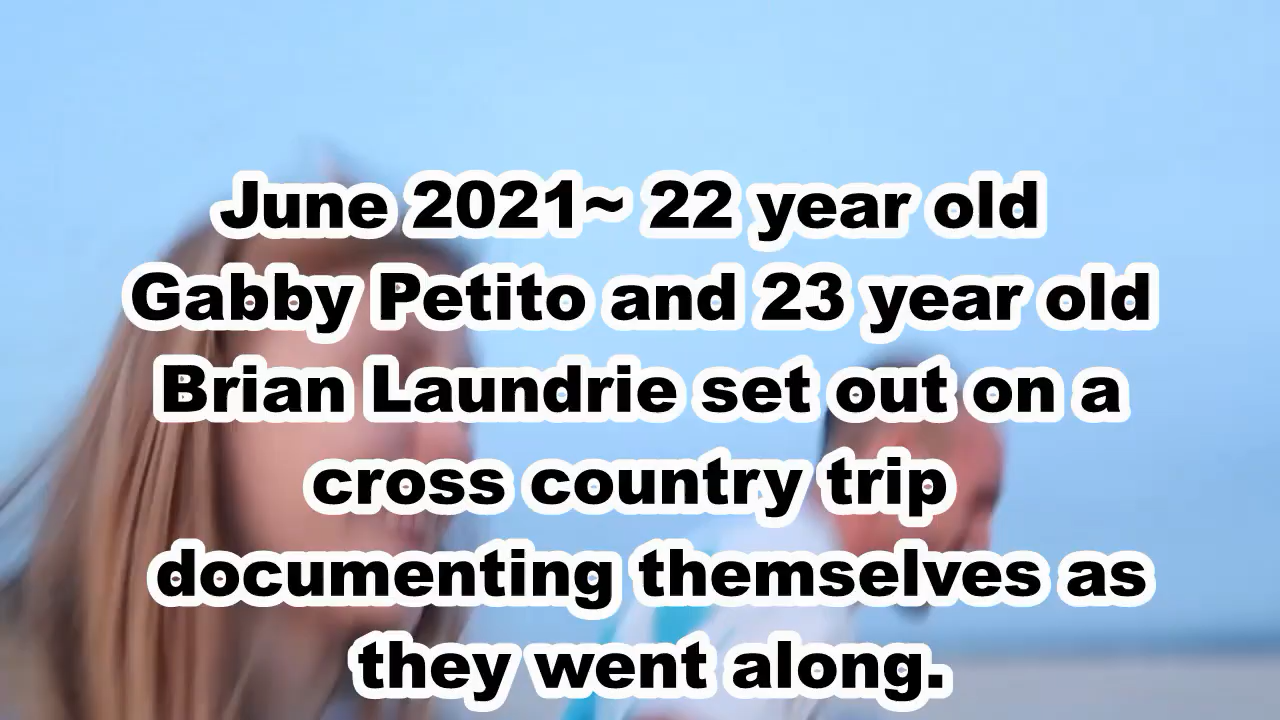 June 2021~ 22 year old
Gabby Petito and 23 year old
Brian Laundrie set out on a
cross country trip
documenting themselves as
they went along.